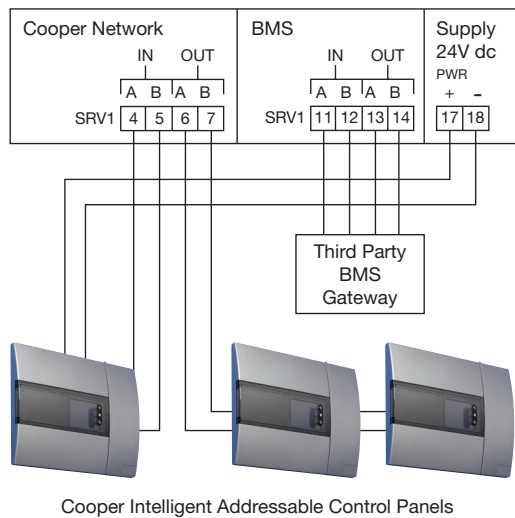 Cooper Network
BMS
Supply
24V dc
PWR
+ -
IN OUT
A B A B
SRV1 4 5 6 7
IN OUT
A B A B
SRV1 11 12 13 14
17 18
Third Party
BMS
Gateway
Cooper Intelligent Addressable Control Panels